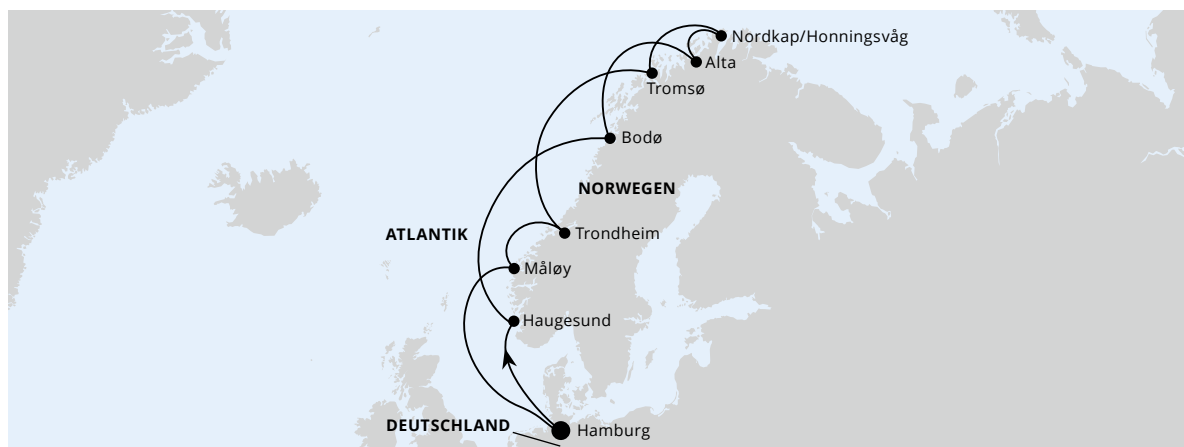 Nordkap/Honningsvåg
Alta
Tromsø
Bodø
NORWEGEN
ATLANTIK
Trondheim
Måløy
Haugesund
DEUTSCHLAND
Hamburg